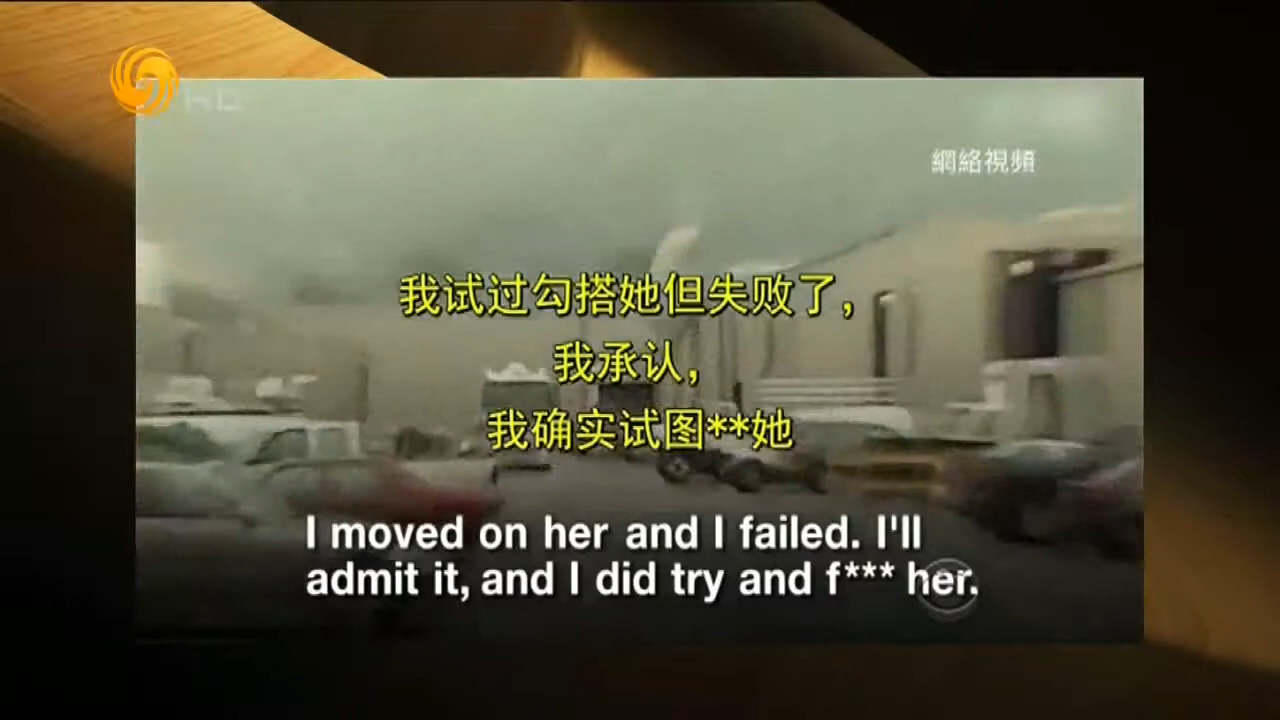 網絡視頻
我试过勾搭她但失败了,
我承认,
我确实试图**她
I moved on her and I failed. I'll
admit it, and I did try and f*** her.